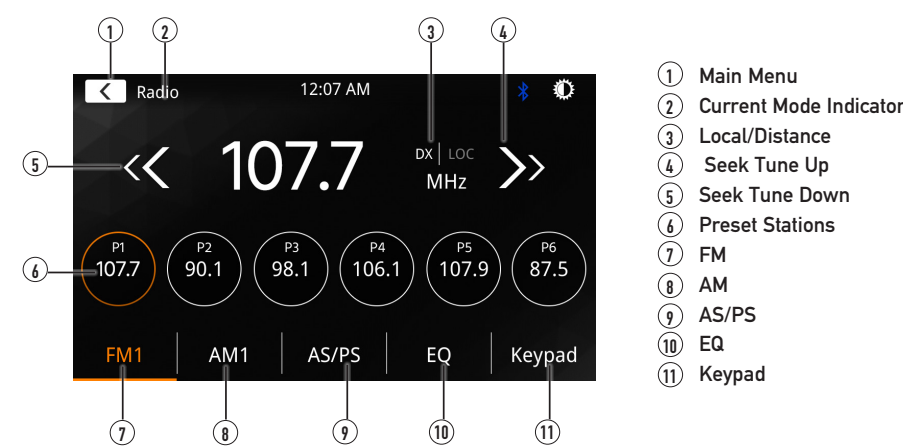 1 2 3 4
Radio 12:07 AM
107.7 DX | LOC
MHz
5
P1 P2 P3 P4 P5 P6
107.7 90.1 98.1 106.1 107.9 87.5
6
FM1 AM1 AS/PS EQ Keypad
7 8 9 10 11
1 Main Menu
2 Current Mode Indicator
3 Local/Distance
4 Seek Tune Up
5 Seek Tune Down
6 Preset Stations
7 FM
8 AM
9 AS/PS
10 EQ
11 Keypad